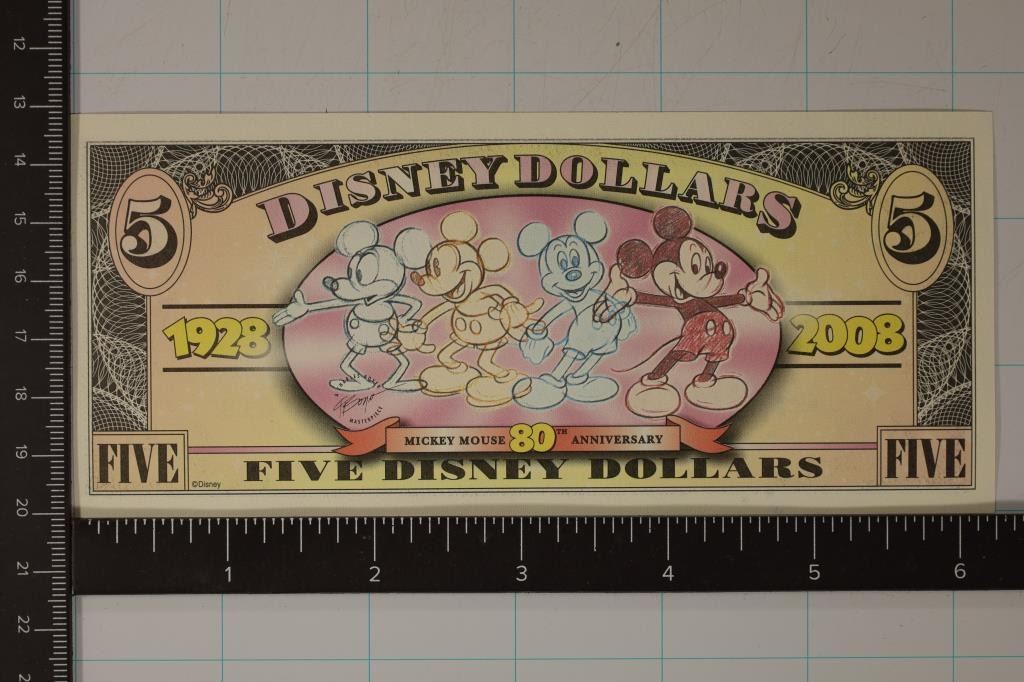 DISNEY DOLLARS
5 5
1928 2008
MICKEY MOUSE 80TH ANNIVERSARY
FIVE FIVE
FIVE DISNEY DOLLARS
©Disney
MASTERPIECE
12
13
14
15
16
17
18
19
20
21
22
1 2 3 4 5 6